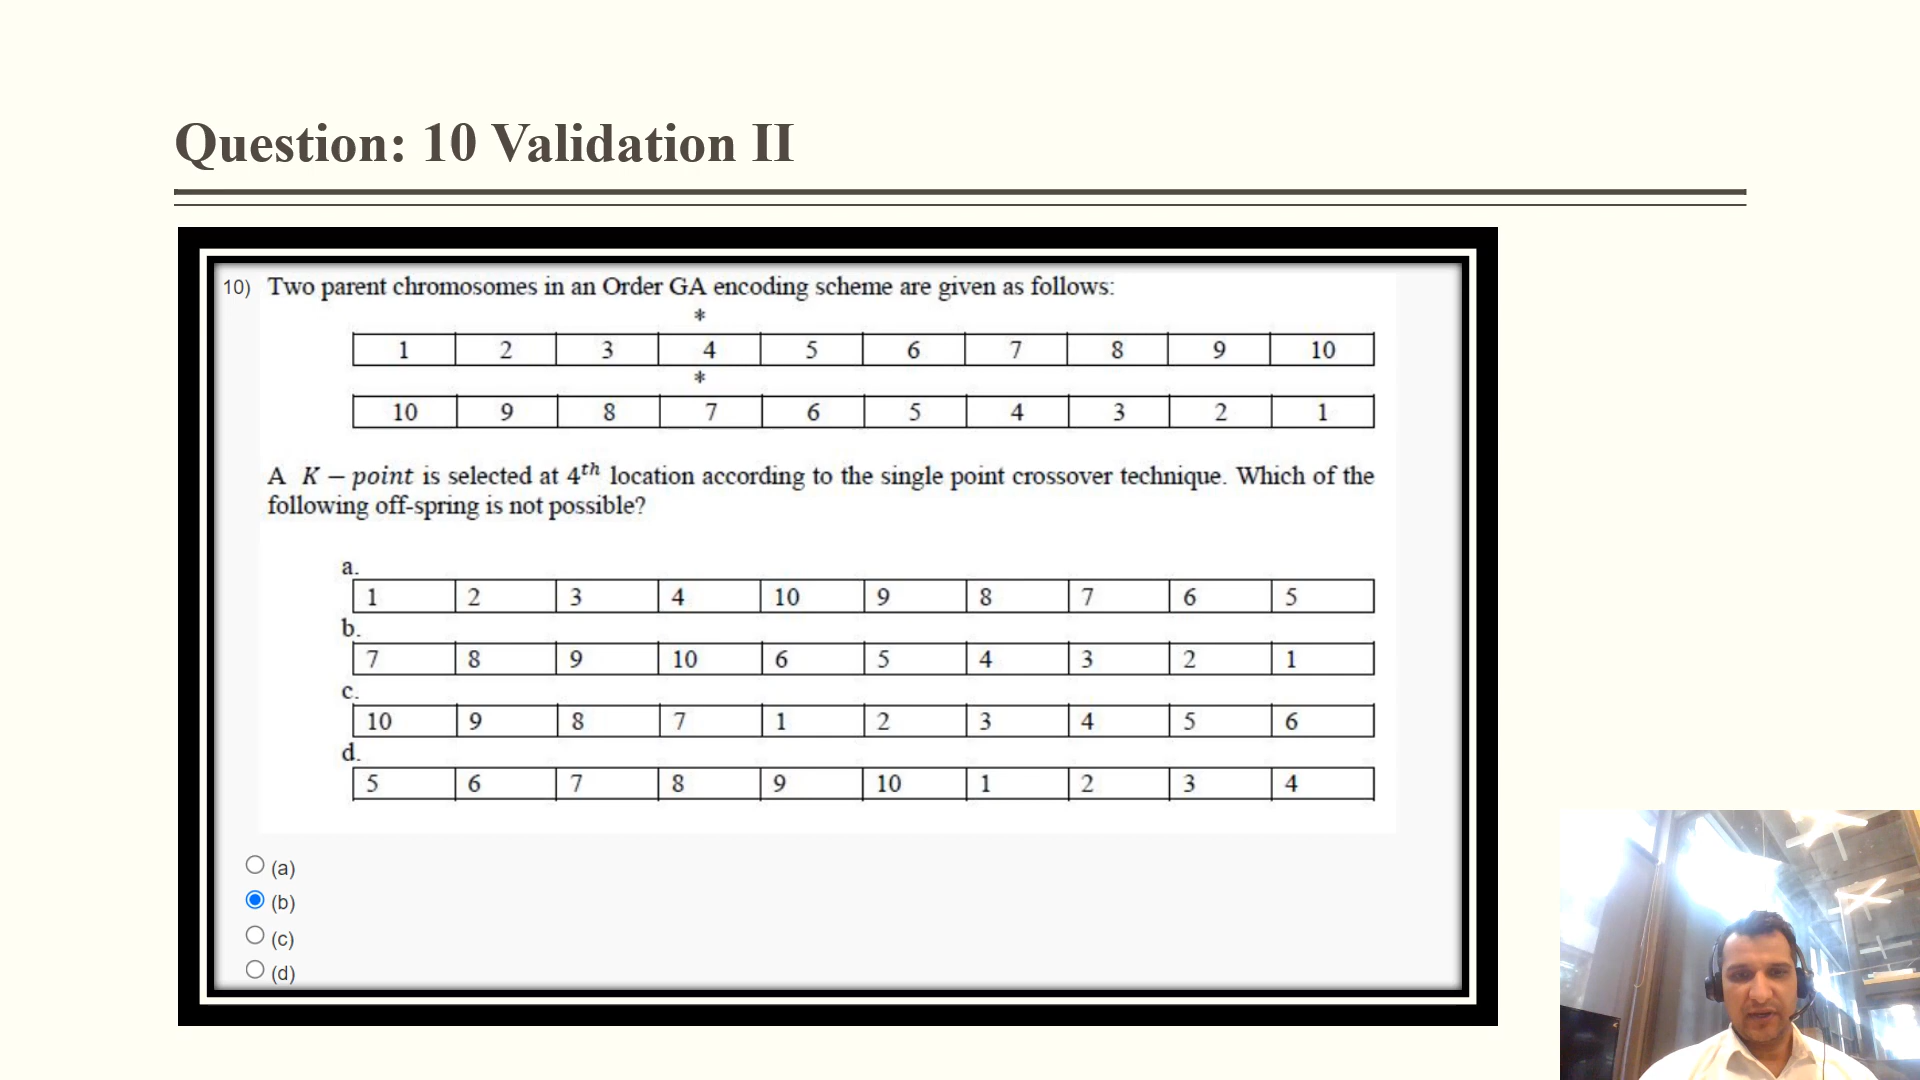 Question: 10 Validation II
10) Two parent chromosomes in an Order GA encoding scheme are given as follows:
*
1 2 3 4 5 6 7 8 9 10
*
10 9 8 7 6 5 4 3 2 1
A K – point is selected at 4th location according to the single point crossover technique. Which of the
following off-spring is not possible?
a.
1 2 3 4 10 9 8 7 6 5
b.
7 8 9 10 6 5 4 3 2 1
c.
10 9 8 7 1 2 3 4 5 6
d.
5 6 7 8 9 10 1 2 3 4
(a)
(b)
(c)
(d)